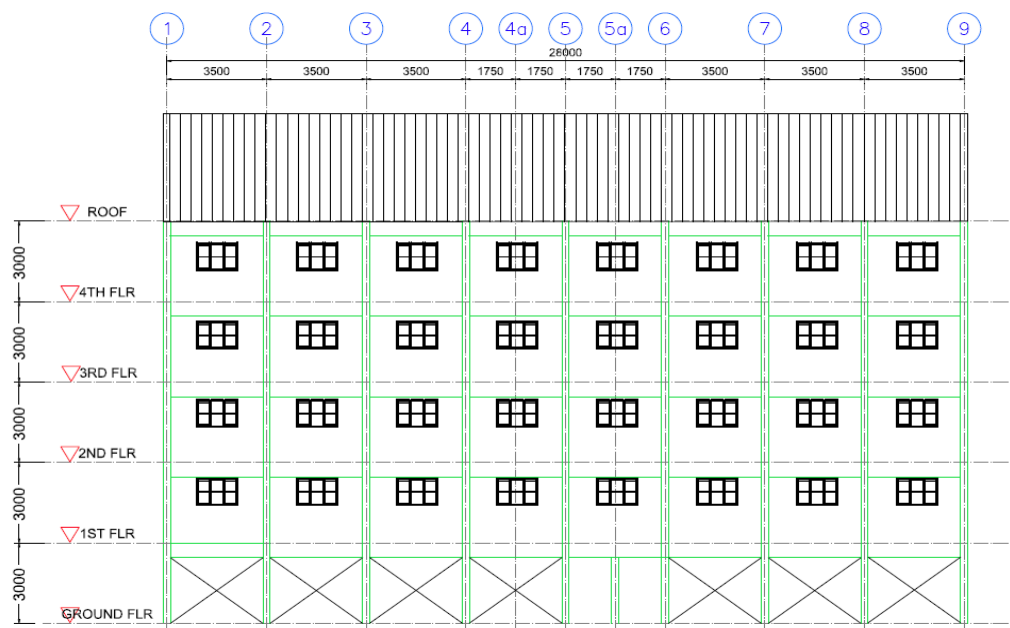 1 2 3 4 4a 5 5a 6 7 8 9
28000
3500 3500 3500 1750 1750 1750 1750 3500 3500 3500
ROOF
3000
4TH FLR
3000
3RD FLR
3000
2ND FLR
3000
1ST FLR
3000
GROUND FLR